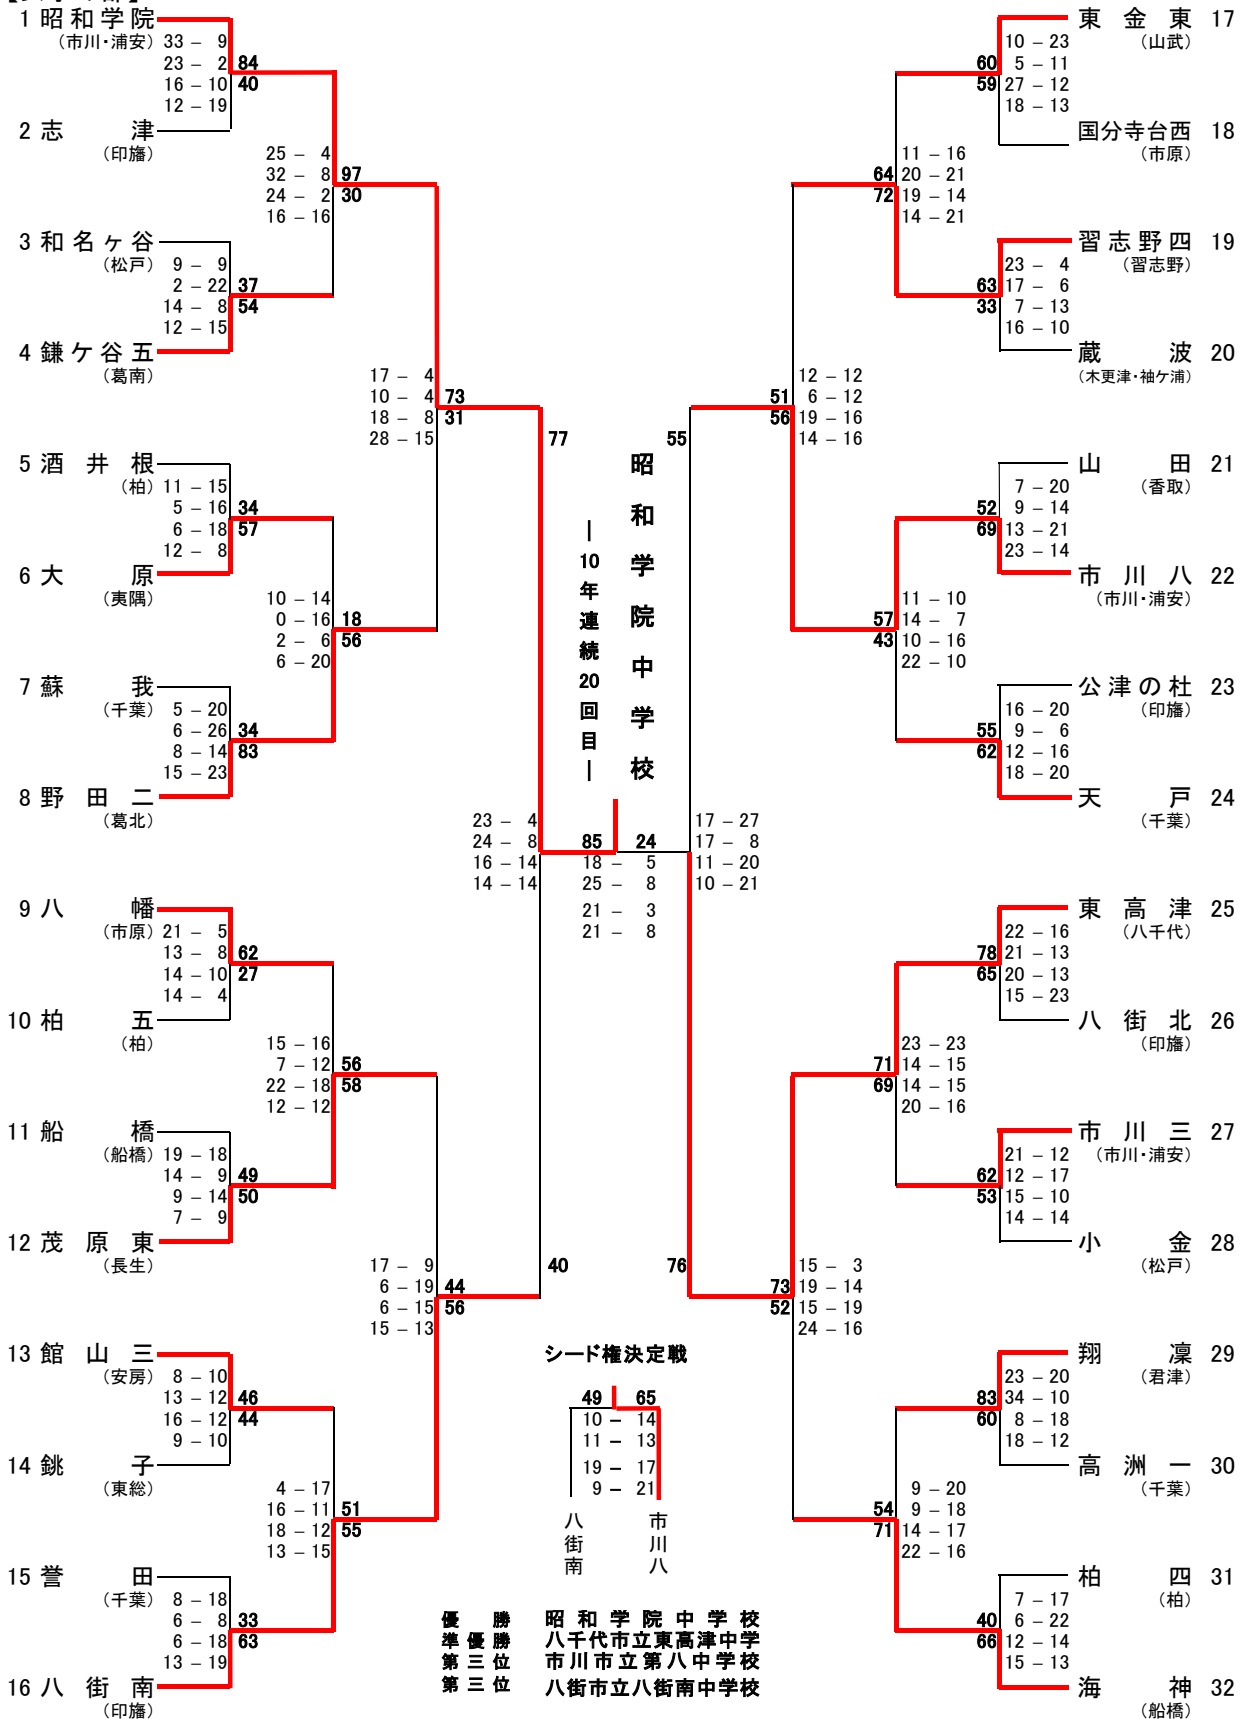 1 昭和学院
(市川・浦安)
33 – 9
23 – 2
16 – 10
12 – 19
84
40
2 志津
(印旛)
25 – 4
32 – 8
24 – 2
16 – 16
97
30
3 和名ヶ谷
(松戸)
9 – 9
2 – 22
14 – 8
12 – 15
37
54
4 鎌ケ谷五
(葛南)
17 – 4
10 – 4
18 – 8
28 – 15
73
31
5 酒井根
(柏)
11 – 15
5 – 16
6 – 18
12 – 8
34
57
6 大原
(夷隅)
10 – 14
0 – 16
2 – 6
6 – 20
18
56
7 蘇我
(千葉)
5 – 20
6 – 26
8 – 14
15 – 23
34
83
8 野田二
(葛北)
23 – 4
24 – 8
16 – 14
14 – 14
77
40
9 八幡
(市原)
21 – 5
13 – 8
14 – 10
14 – 4
62
27
10 柏五
(柏)
15 – 16
7 – 12
22 – 18
12 – 12
56
58
11 船橋
(船橋)
19 – 18
14 – 9
9 – 14
7 – 9
49
50
12 茂原東
(長生)
17 – 9
6 – 19
6 – 15
15 – 13
44
56
13 館山三
(安房)
8 – 10
13 – 12
16 – 12
9 – 10
46
44
14 銚子
(東総)
4 – 17
16 – 11
18 – 12
13 – 15
51
55
15 誉田
(千葉)
8 – 18
6 – 8
6 – 18
13 – 19
33
63
16 八街南
(印旛)
昭和学院中学校
―10年連続20回目―
85 24
18 – 5
25 – 8
21 – 3
21 – 8
東金東 17
(山武)
10 – 23
5 – 11
27 – 12
18 – 13
60
59
国分寺台西 18
(市原)
11 – 16
20 – 21
19 – 14
14 – 21
64
72
習志野四 19
(習志野)
23 – 4
17 – 6
7 – 13
16 – 10
63
33
蔵波 20
(木更津・袖ケ浦)
12 – 12
6 – 12
19 – 16
14 – 16
51
56
山田 21
(香取)
7 – 20
9 – 14
13 – 21
23 – 14
52
69
市川八 22
(市川・浦安)
11 – 10
14 – 7
10 – 16
22 – 10
57
43
公津の杜 23
(印旛)
16 – 20
9 – 6
12 – 16
18 – 20
55
62
天戸 24
(千葉)
17 – 27
17 – 8
11 – 20
10 – 21
55
76
東高津 25
(八千代)
22 – 16
21 – 13
20 – 13
15 – 23
78
65
八街北 26
(印旛)
23 – 23
14 – 15
14 – 15
20 – 16
71
69
市川三 27
(市川・浦安)
21 – 12
12 – 17
15 – 10
14 – 14
62
53
小金 28
(松戸)
15 – 3
19 – 14
15 – 19
24 – 16
73
52
翔凜 29
(君津)
23 – 20
34 – 10
8 – 18
18 – 12
83
60
高洲一 30
(千葉)
9 – 20
9 – 18
14 – 17
22 – 16
54
71
柏四 31
(柏)
7 – 17
6 – 22
12 – 14
15 – 13
40
66
海神 32
(船橋)
シード権決定戦
49 65
10 – 14
11 – 13
19 – 17
9 – 21
八街南
市川八
優勝 昭和学院中学校
準優勝 八千代市立東高津中学
第三位 市川市立第八中学校
第三位 八街市立八街南中学校